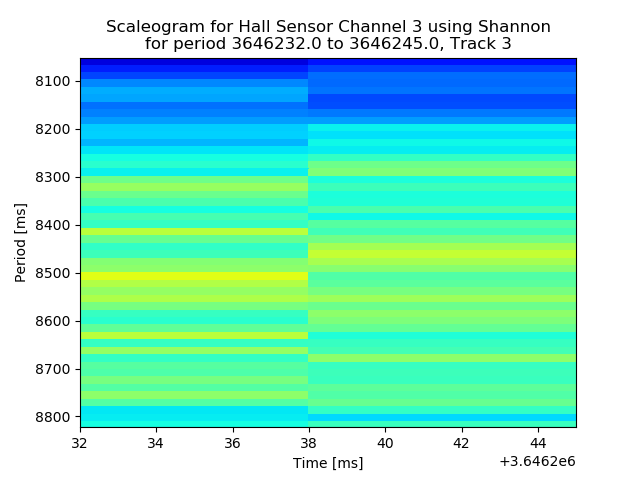 Scaleogram for Hall Sensor Channel 3 using Shannon
for period 3646232.0 to 3646245.0, Track 3
Period [ms]
8100
8200
8300
8400
8500
8600
8700
8800
32 34 36 38 40 42 44
Time [ms]
+3.6462e6